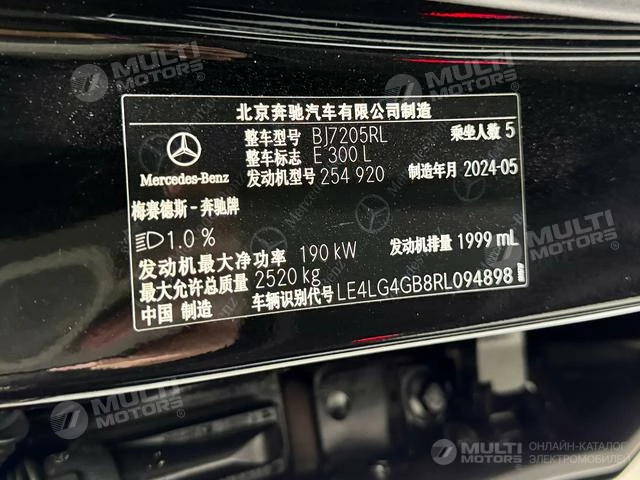 MULTI MOTORS
北京奔驰汽车有限公司制造
整车型号 BJ7205RL 乘坐人数 5
整车标志 E 300 L
发动机型号 254 920 制造年月 2024-05
Mercedes-Benz
梅赛德斯-奔驰牌
1.0 %
发动机最大净功率 190 kW 发动机排量 1999 mL
最大允许总质量 2520 kg
中国 制造 车辆识别代号 LE4LG4GB8RL094898
MULTI MOTORS
MULTI MOTORS
MULTI MOTORS
MULTI MOTORS
ОНЛАЙН-КАТАЛОГ
ЭЛЕКТРОМОБИЛЕЙ